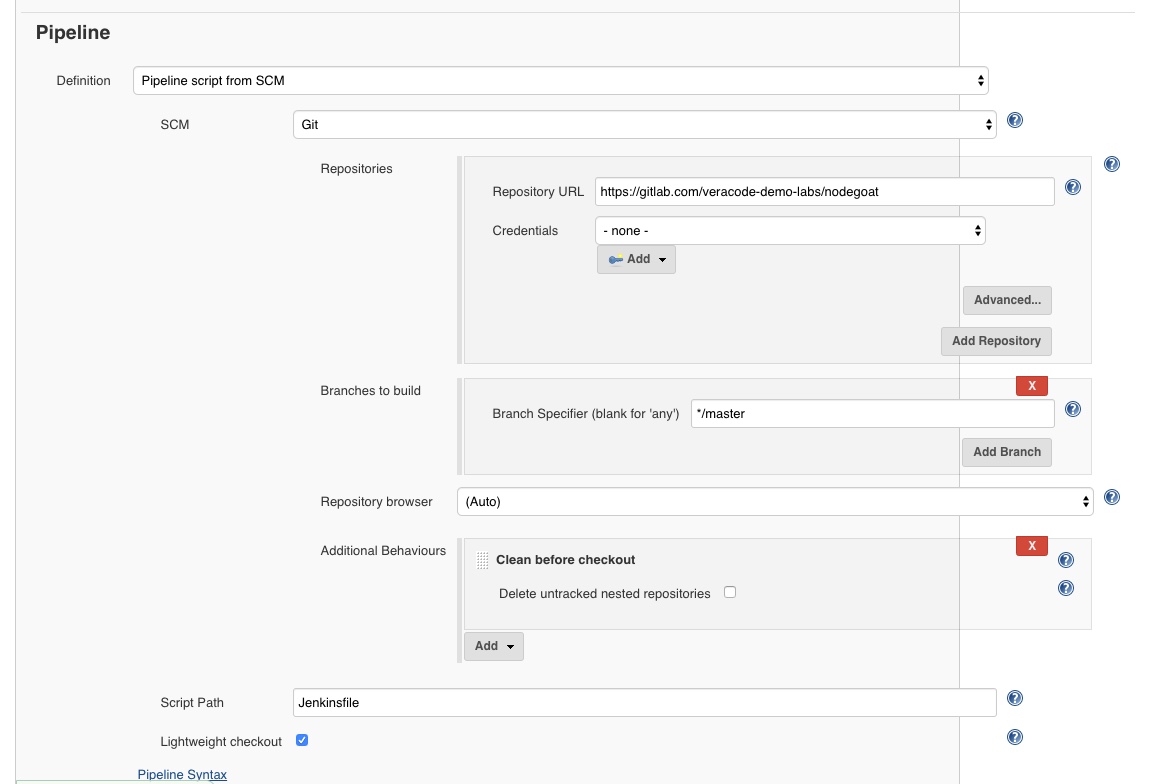 Pipeline
Definition Pipeline script from SCM
SCM Git
Repositories
Repository URL https://gitlab.com/veracode-demo-labs/nodegoat
Credentials - none -
Add
Advanced...
Add Repository
Branches to build X
Branch Specifier (blank for 'any') */master
Add Branch
Repository browser (Auto)
Additional Behaviours X
Clean before checkout
Delete untracked nested repositories
Add
Script Path Jenkinsfile
Lightweight checkout
Pipeline Syntax